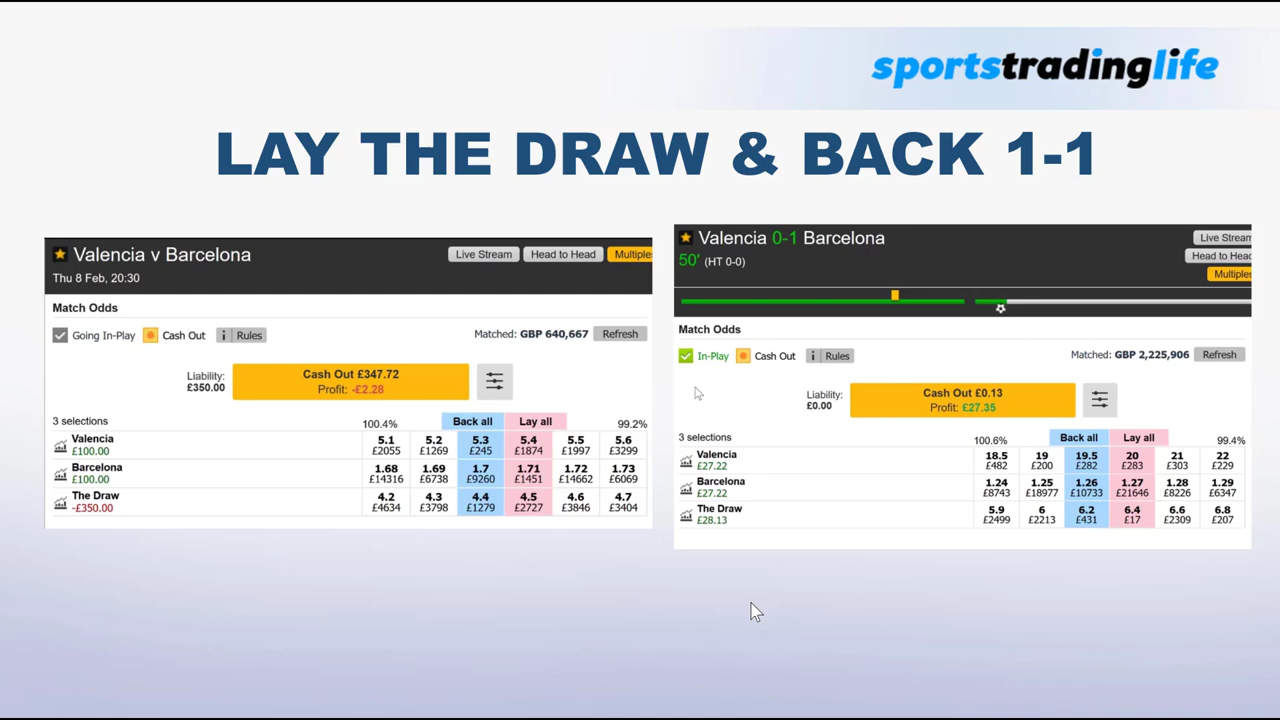 sportstradinglife
LAY THE DRAW & BACK 1-1
Valencia v Barcelona
Live Stream
Head to Head
Multiples
Thu 8 Feb, 20:30
Match Odds
Going In-Play Cash Out i Rules
Matched: GBP 640,667 Refresh
Liability:
£350.00
Cash Out £347.72
Profit: -£2.28
3 selections 100.4% Back all Lay all 99.2%
Valencia 5.1 5.2 5.3 5.4 5.5 5.6
£100.00 £2055 £1269 £245 £1874 £1997 £3299
Barcelona 1.68 1.69 1.7 1.71 1.72 1.73
£100.00 £14316 £6738 £9260 £1451 £14662 £6069
The Draw 4.2 4.3 4.4 4.5 4.6 4.7
-£350.00 £4634 £3798 £1279 £2727 £3846 £3404
Valencia 0-1 Barcelona
Live Stream
50' (HT 0-0)
Head to Head
Multiples
Match Odds
In-Play Cash Out i Rules
Matched: GBP 2,225,906 Refresh
Liability:
£0.00
Cash Out £0.13
Profit: £27.35
3 selections 100.6% Back all Lay all 99.4%
Valencia 18.5 19 19.5 20 21 22
£27.22 £482 £200 £282 £283 £303 £229
Barcelona 1.24 1.25 1.26 1.27 1.28 1.29
£27.22 £8743 £18977 £10733 £21646 £8226 £6347
The Draw 5.9 6 6.2 6.4 6.6 6.8
£28.13 £2499 £2213 £431 £17 £2309 £207